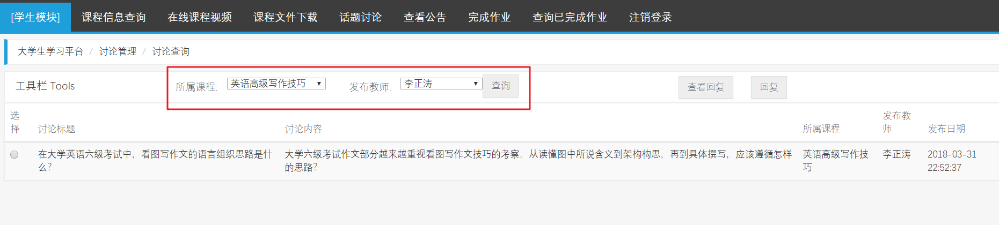 [学生模块] 课程信息查询 在线课程视频 课程文件下载 话题讨论 查看公告 完成作业 查询已完成作业 注销登录
大学生学习平台 / 讨论管理 / 讨论查询
工具栏 Tools 所属课程: 英语高级写作技巧 发布教师: 李正涛 查询 查看回复 回复
选择 讨论标题 讨论内容 所属课程 发布教师 发布日期
在大学英语六级考试中，看图写作文的语言组织思路是什
么？
大学六级考试作文部分越来越重视看图写作文技巧的考察，从读懂图中所说含义到架构构思，再到具体撰写，应该遵循怎样
的思路？
英语高级写作技
巧
李正涛
2018-03-31
22:52:37